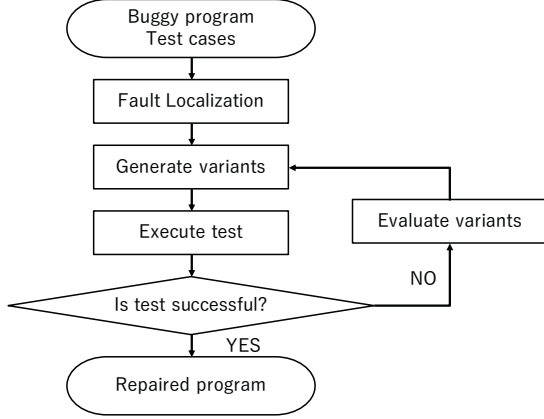 Buggy program
Test cases
Fault Localization
Generate variants
Execute test
Evaluate variants
Is test successful?
NO
YES
Repaired program